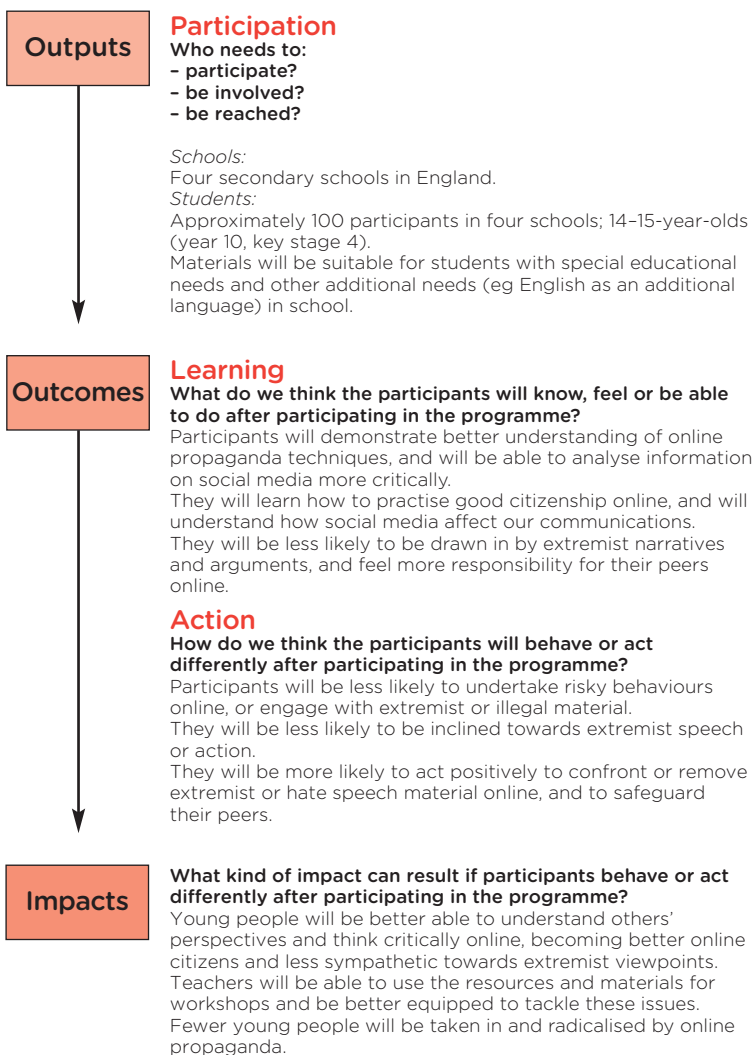 Outputs
Participation
Who needs to:
– participate?
– be involved?
– be reached?
Schools:
Four secondary schools in England.
Students:
Approximately 100 participants in four schools; 14–15-year-olds
(year 10, key stage 4).
Materials will be suitable for students with special educational
needs and other additional needs (eg English as an additional
language) in school.
Outcomes
Learning
What do we think the participants will know, feel or be able
to do after participating in the programme?
Participants will demonstrate better understanding of online
propaganda techniques, and will be able to analyse information
on social media more critically.
They will learn how to practise good citizenship online, and will
understand how social media affect our communications.
They will be less likely to be drawn in by extremist narratives
and arguments, and feel more responsibility for their peers
online.
Action
How do we think the participants will behave or act
differently after participating in the programme?
Participants will be less likely to undertake risky behaviours
online, or engage with extremist or illegal material.
They will be less likely to be inclined towards extremist speech
or action.
They will be more likely to act positively to confront or remove
extremist or hate speech material online, and to safeguard
their peers.
Impacts
What kind of impact can result if participants behave or act
differently after participating in the programme?
Young people will be better able to understand others’
perspectives and think critically online, becoming better online
citizens and less sympathetic towards extremist viewpoints.
Teachers will be able to use the resources and materials for
workshops and be better equipped to tackle these issues.
Fewer young people will be taken in and radicalised by online
propaganda.